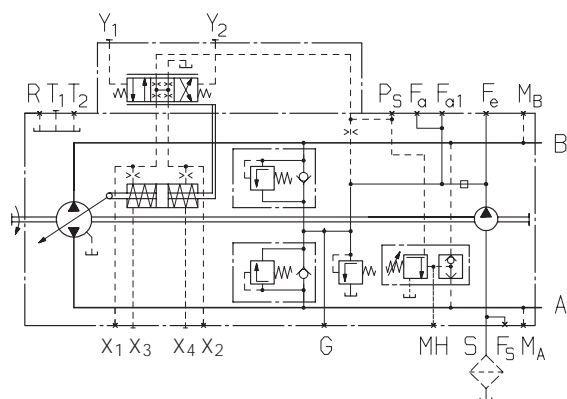 Y1 Y2
R T1 T2 PS Fa Fa1 Fe MB
B
A
X1 X3 X4 X2 G MH S FS MA